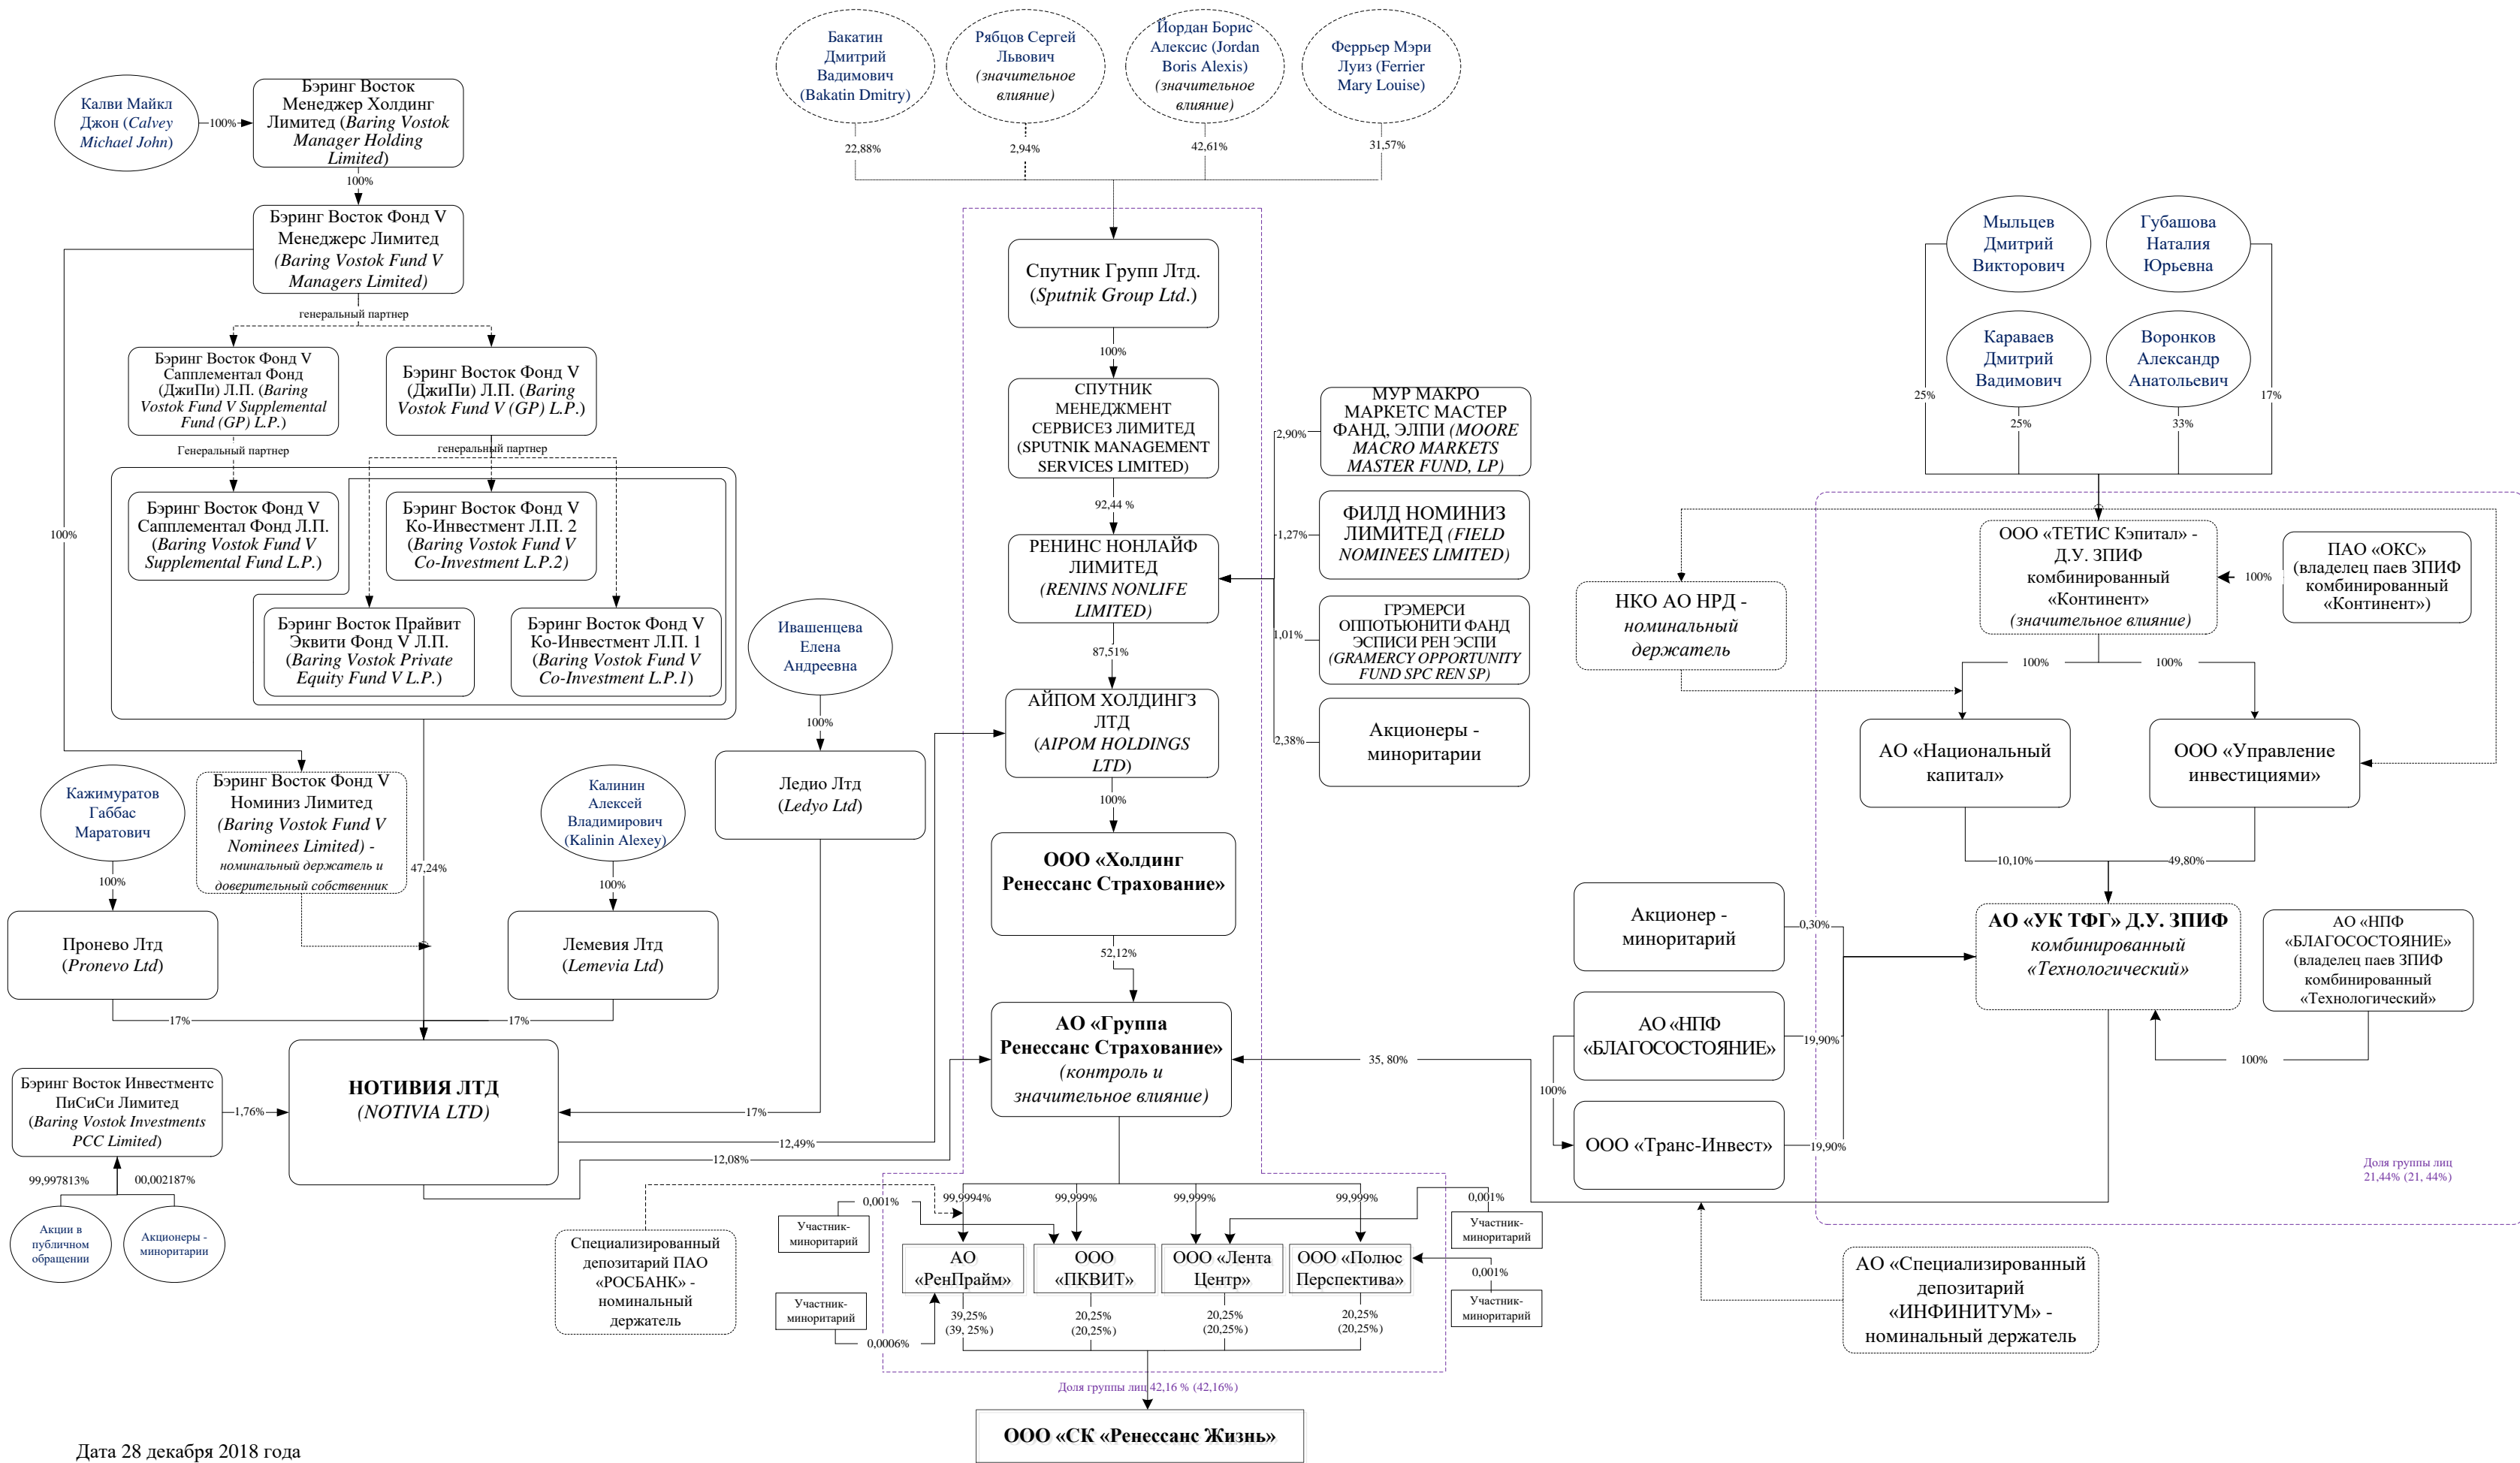 Калви Майкл
Джон (Calvey
Michael John)
100%
Бэринг Восток
Менеджер Холдинг
Лимитед (Baring Vostok
Manager Holding
Limited)
100%
Бэринг Восток Фонд V
Менеджерс Лимитед
(Baring Vostok Fund V
Managers Limited)
генеральный партнер
Бэринг Восток Фонд V
Сапплементал Фонд
(ДжиПи) Л.П. (Baring
Vostok Fund V Supplemental
Fund (GP) L.P.)
Бэринг Восток Фонд V
(ДжиПи) Л.П. (Baring
Vostok Fund V (GP) L.P.)
Генеральный партнер
генеральный партнер
Бэринг Восток Фонд V
Сапплементал Фонд Л.П.
(Baring Vostok Fund V
Supplemental Fund L.P.)
Бэринг Восток Фонд V
Ко-Инвестмент Л.П. 2
(Baring Vostok Fund V
Co-Investment L.P.2)
100%
Бэринг Восток Прайвит
Эквити Фонд V Л.П.
(Baring Vostok Private
Equity Fund V L.P.)
Бэринг Восток Фонд V
Ко-Инвестмент Л.П. 1
(Baring Vostok Fund V
Co-Investment L.P.1)
Ивашенцева
Елена
Андреевна
100%
Ледио Лтд
(Ledyo Ltd)
Кажимуратов
Габбас
Маратович
100%
Бэринг Восток Фонд V
Номиниз Лимитед
(Baring Vostok Fund V
Nominees Limited) -
номинальный держатель и
доверительный собственник
47,24%
Калинин
Алексей
Владимирович
(Kalinin Alexey)
100%
Пронево Лтд
(Pronevo Ltd)
Лемевия Лтд
(Lemevia Ltd)
17%
17%
Бэринг Восток Инвестментс
ПиСиСи Лимитед
(Baring Vostok Investments
PCC Limited)
1,76%
НОТИВИЯ ЛТД
(NOTIVIA LTD)
17%
12,49%
12,08%
99,997813%
00,002187%
Акции в
публичном
обращении
Акционеры -
миноритарии
Бакатин
Дмитрий
Вадимович
(Bakatin Dmitry)
Рябцов Сергей
Львович
(значительное
влияние)
Йордан Борис
Алексис (Jordan
Boris Alexis)
(значительное
влияние)
Феррьер Мэри
Луиз (Ferrier
Mary Louise)
22,88%
2,94%
42,61%
31,57%
Спутник Групп Лтд.
(Sputnik Group Ltd.)
100%
СПУТНИК
МЕНЕДЖМЕНТ
СЕРВИСЕЗ ЛИМИТЕД
(SPUTNIK MANAGEMENT
SERVICES LIMITED)
92,44 %
РЕНИНС НОНЛАЙФ
ЛИМИТЕД
(RENINS NONLIFE
LIMITED)
87,51%
АЙПОМ ХОЛДИНГЗ
ЛТД
(AIPOM HOLDINGS
LTD)
100%
ООО «Холдинг
Ренессанс Страхование»
52,12%
АО «Группа
Ренессанс Страхование»
(контроль и
значительное влияние)
35, 80%
2,90%
МУР МАКРО
МАРКЕТС МАСТЕР
ФАНД, ЭЛПИ (MOORE
MACRO MARKETS
MASTER FUND, LP)
1,27%
ФИЛД НОМИНИЗ
ЛИМИТЕД (FIELD
NOMINEES LIMITED)
1,01%
ГРЭМЕРСИ
ОППОТЬЮНИТИ ФАНД
ЭСПИСИ РЕН ЭСПИ
(GRAMERCY OPPORTUNITY
FUND SPC REN SP)
2,38%
Акционеры -
миноритарии
99,9994%
99,999%
99,999%
99,999%
0,001%
0,001%
Участник-
миноритарий
Участник-
миноритарий
Специализированный
депозитарий ПАО
«РОСБАНК» -
номинальный
держатель
АО
«РенПрайм»
ООО
«ПКВИТ»
ООО «Лента
Центр»
ООО «Полюс
Перспектива»
0,001%
Участник-
миноритарий
Участник-
миноритарий
0,0006%
39,25%
(39, 25%)
20,25%
(20,25%)
20,25%
(20,25%)
20,25%
(20,25%)
Доля группы лиц 42,16 % (42,16%)
ООО «СК «Ренессанс Жизнь»
Мыльцев
Дмитрий
Викторович
Губашова
Наталия
Юрьевна
Караваев
Дмитрий
Вадимович
Воронков
Александр
Анатольевич
25%
25%
33%
17%
НКО АО НРД -
номинальный
держатель
ООО «ТЕТИС Кэпитал» -
Д.У. ЗПИФ
комбинированный
«Континент»
(значительное влияние)
100%
ПАО «ОКС»
(владелец паев ЗПИФ
комбинированный
«Континент»)
100%
100%
АО «Национальный
капитал»
ООО «Управление
инвестициями»
10,10%
49,80%
Акционер -
миноритарий
0,30%
АО «УК ТФГ» Д.У. ЗПИФ
комбинированный
«Технологический»
АО «НПФ
«БЛАГОСОСТОЯНИЕ»
(владелец паев ЗПИФ
комбинированный
«Технологический»
АО «НПФ
«БЛАГОСОСТОЯНИЕ»
19,90%
100%
100%
ООО «Транс-Инвест»
19,90%
Доля группы лиц
21,44% (21, 44%)
АО «Специализированный
депозитарий
«ИНФИНИТУМ» -
номинальный держатель
Дата 28 декабря 2018 года